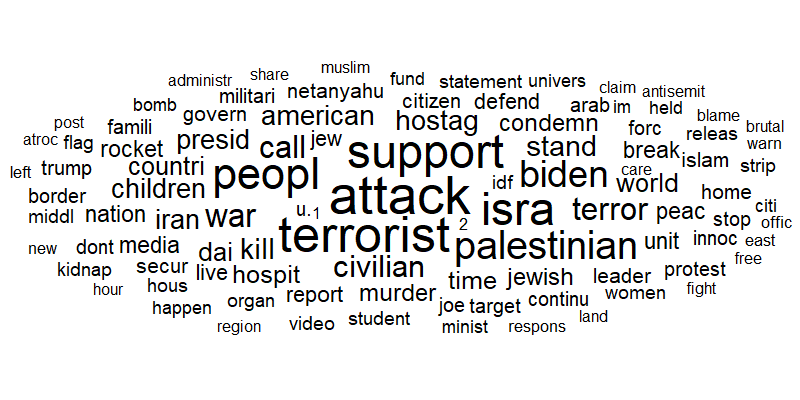 muslim
administr share
militari netanyahu fund statement univers claim antisemit
bomb govern american citizen defend arab im held blame
post famili presid call jew hostag condemn forc releas brutal
atroc flag rocket support stand break islam warn
left trump countri peopl attack idf biden care world strip
border children isra terror home citi
middl nation iran war u. 1 terrorist 2 palestinian peac stop offic
new dont media dai kill unit innoc east
kidnap secur live hospit civilian time jewish leader protest free
hour hous report murder joe target continu women fight
happen organ video student minist respons land
region